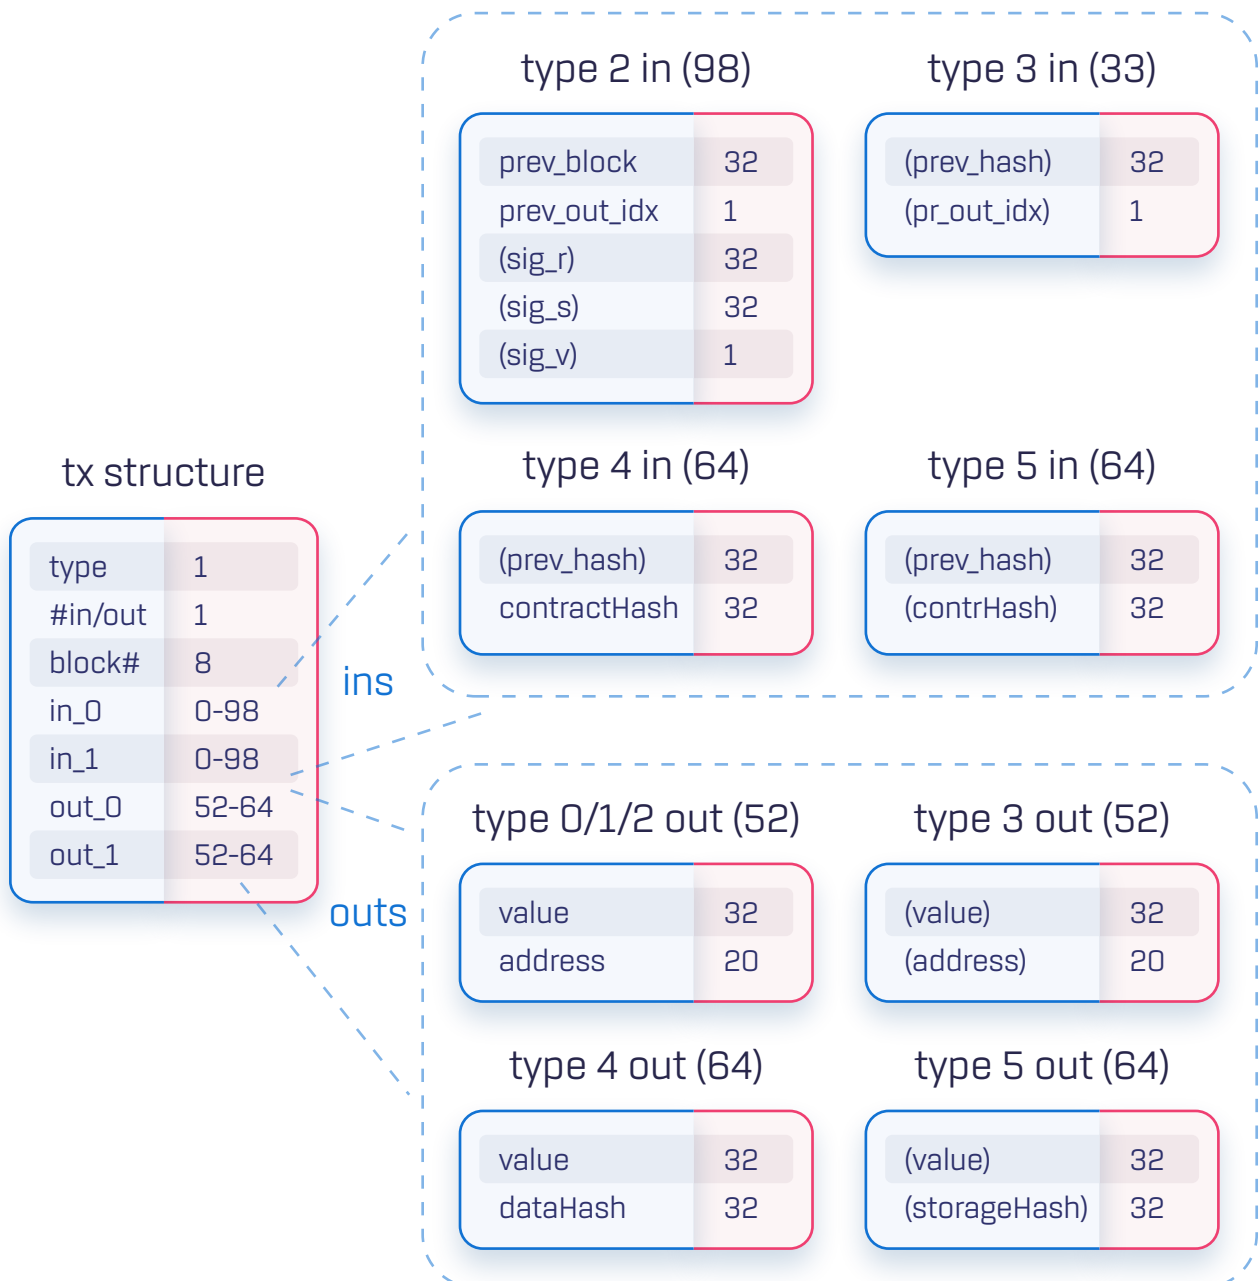 tx structure
type 1
#in/out 1
block# 8
in_0 0-98
in_1 0-98
out_0 52-64
out_1 52-64
ins
outs
type 2 in (98)
prev_block 32
prev_out_idx 1
(sig_r) 32
(sig_s) 32
(sig_v) 1
type 3 in (33)
(prev_hash) 32
(pr_out_idx) 1
type 4 in (64)
(prev_hash) 32
contractHash 32
type 5 in (64)
(prev_hash) 32
(contrHash) 32
type 0/1/2 out (52)
value 32
address 20
type 3 out (52)
(value) 32
(address) 20
type 4 out (64)
value 32
dataHash 32
type 5 out (64)
(value) 32
(storageHash) 32